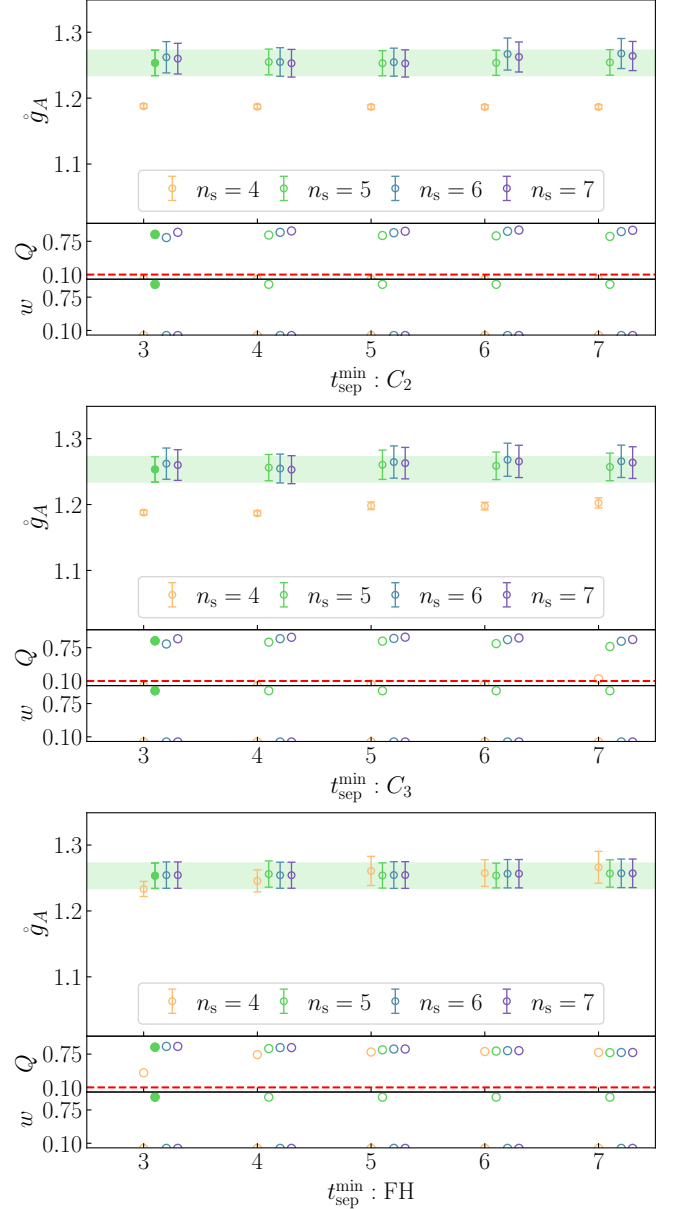 1.3
1.2
1.1
g̊_A
n_s = 4 n_s = 5 n_s = 6 n_s = 7
0.75
0.10
Q
0.75
0.10
w
3 4 5 6 7
t_sep^min : C_2
1.3
1.2
1.1
g̊_A
n_s = 4 n_s = 5 n_s = 6 n_s = 7
0.75
0.10
Q
0.75
0.10
w
3 4 5 6 7
t_sep^min : C_3
1.3
1.2
1.1
g̊_A
n_s = 4 n_s = 5 n_s = 6 n_s = 7
0.75
0.10
Q
0.75
0.10
w
3 4 5 6 7
t_sep^min : FH